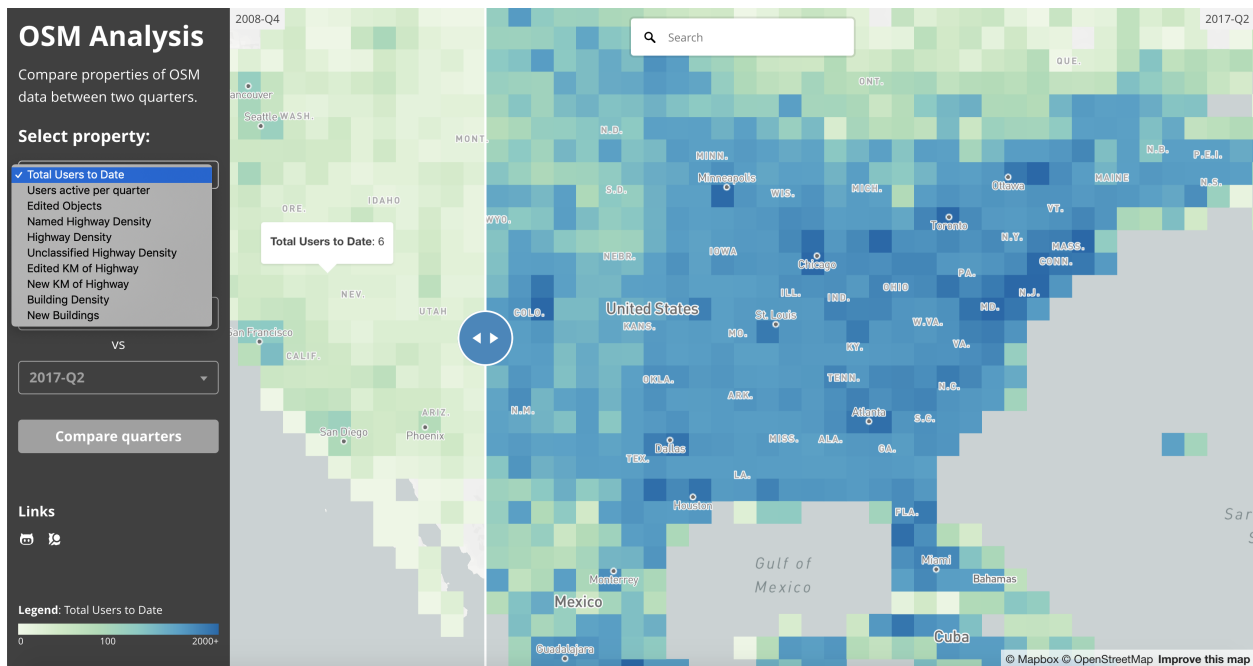 OSM Analysis
Compare properties of OSM
data between two quarters.
Select property:
✓ Total Users to Date
Users active per quarter
Edited Objects
Named Highway Density
Highway Density
Unclassified Highway Density
Edited KM of Highway
New KM of Highway
Building Density
New Buildings
vs
2017-Q2
Compare quarters
Links
Legend: Total Users to Date
0 100 2000+
2008-Q4
Search
2017-Q2
QUE.
ONT.
ancouver
Seattle WASH.
MONT.
N.D.
MINN.
N.B.
P.E.I.
Minneapolis
Ottawa
MAINE
N.S.
S.D.
WIS.
MICH.
IDAHO
ORE.
VT.
WYO.
Toronto
N.Y.
MASS.
Total Users to Date: 6
NEBR.
IOWA
Chicago
CONN.
PA.
OHIO
NEV.
ILL.
IND.
N.J.
UTAH
COLO.
United States
St. Louis
MD.
KANS.
MO.
W.VA.
San Francisco
CALIF.
KY.
VA.
OKLA.
TENN.
N.C.
ARK.
ARIZ.
N.M.
Atlanta
S.C.
San Diego
Phoenix
Dallas
MISS.
ALA.
GA.
TEX.
LA.
Houston
FLA.
Sar
S
Gulf of
Mexico
Miami
Monterrey
Bahamas
Mexico
Cuba
Guadalajara
© Mapbox © OpenStreetMap Improve this map